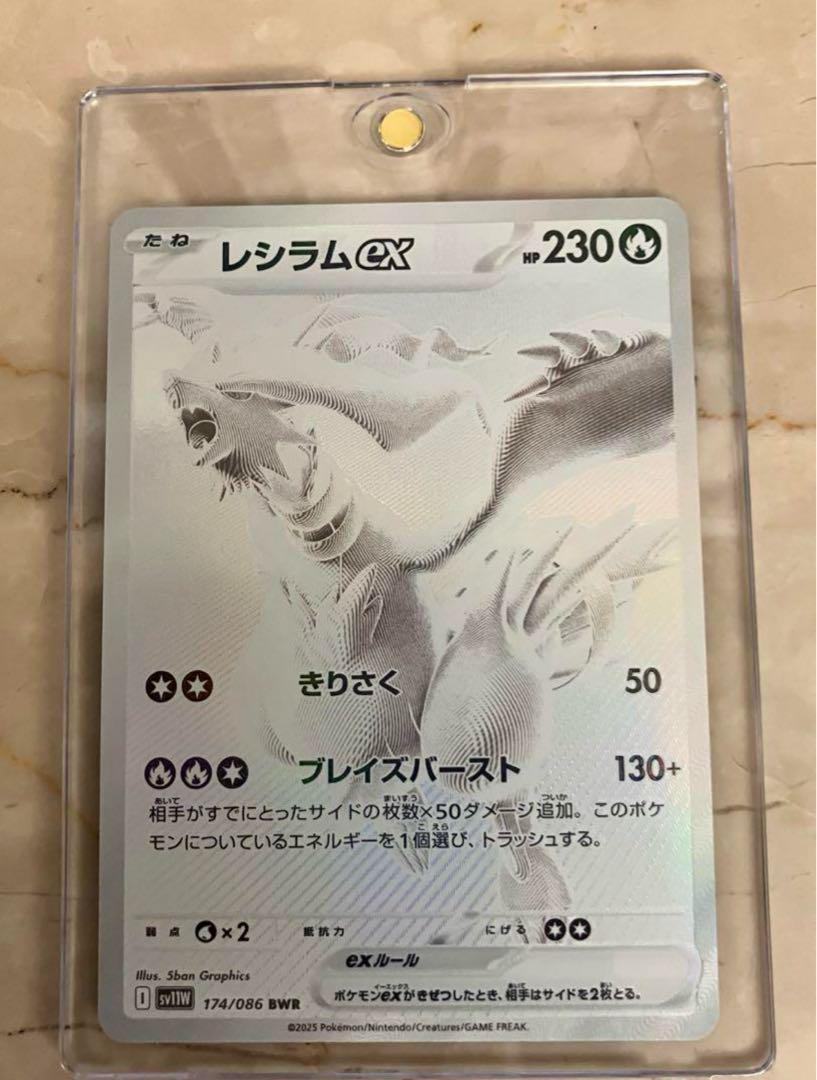 たね レシラムex HP 230
きりさく 50
ブレイズバースト 130+
相手がすでにとったサイドの枚数×50ダメージ追加。このポケ
モンについているエネルギーを1個選び、トラッシュする。
弱点 ×2 抵抗力 にげる
exルール
ポケモンexがきぜつしたとき、相手はサイドを2枚とる。
Illus. 5ban Graphics
I sv11W 174/086 BWR
©2025 Pokémon/Nintendo/Creatures/GAME FREAK.